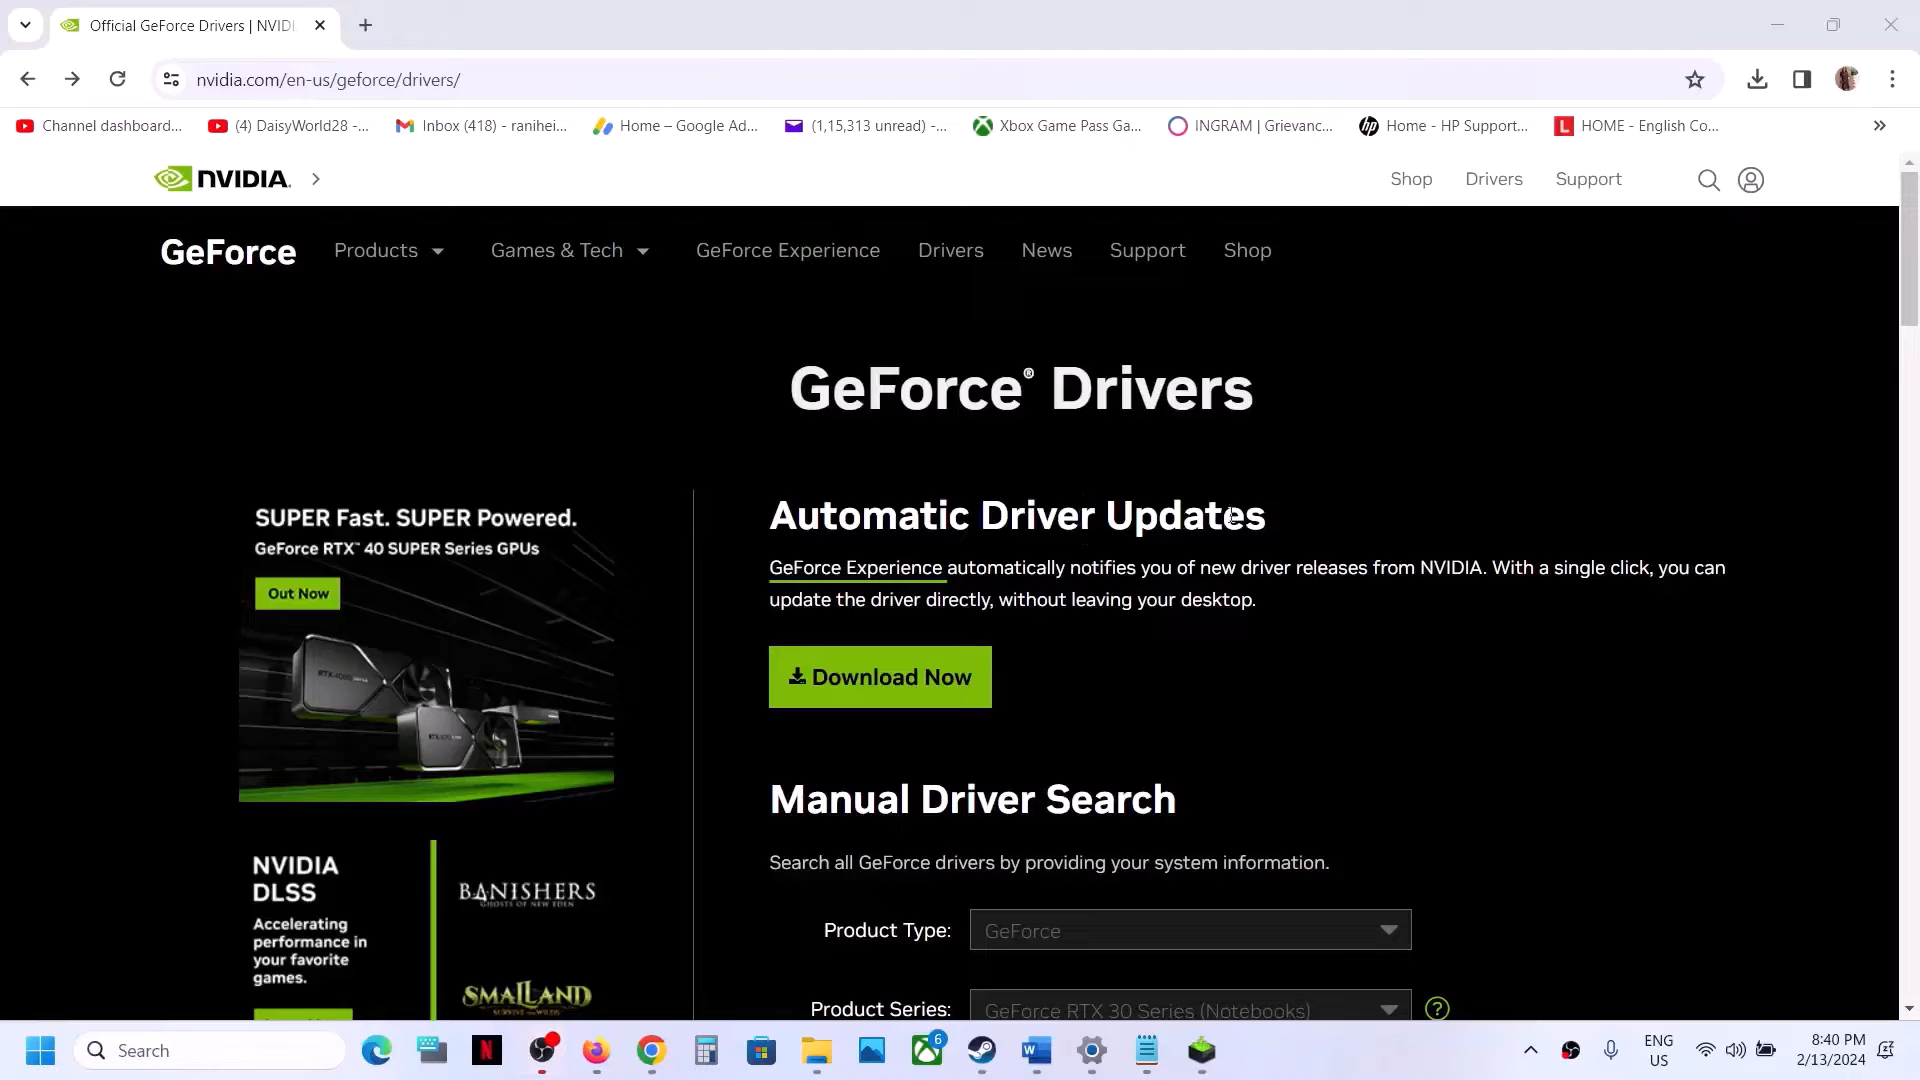 Official GeForce Drivers | NVIDI
nvidia.com/en-us/geforce/drivers/
Channel dashboard...
(4) DaisyWorld28 -...
Inbox (418) - ranihei...
Home – Google Ad...
(1,15,313 unread) -...
Xbox Game Pass Ga...
INGRAM | Grievanc...
Home - HP Support...
HOME - English Co...
NVIDIA.
Shop
Drivers
Support
GeForce
Products
Games & Tech
GeForce Experience
Drivers
News
Support
Shop
GeForce® Drivers
SUPER Fast. SUPER Powered.
GeForce RTX™ 40 SUPER Series GPUs
Out Now
Automatic Driver Updates
GeForce Experience automatically notifies you of new driver releases from NVIDIA. With a single click, you can
update the driver directly, without leaving your desktop.
Download Now
Manual Driver Search
Search all GeForce drivers by providing your system information.
NVIDIA
DLSS
Accelerating
performance in
your favorite
games.
BANISHERS
GHOSTS OF NEW EDEN
SMALLAND
SURVIVE THE WILDS
Product Type:
GeForce
Product Series:
GeForce RTX 30 Series (Notebooks)
?
Search
6
ENG
US
8:40 PM
2/13/2024